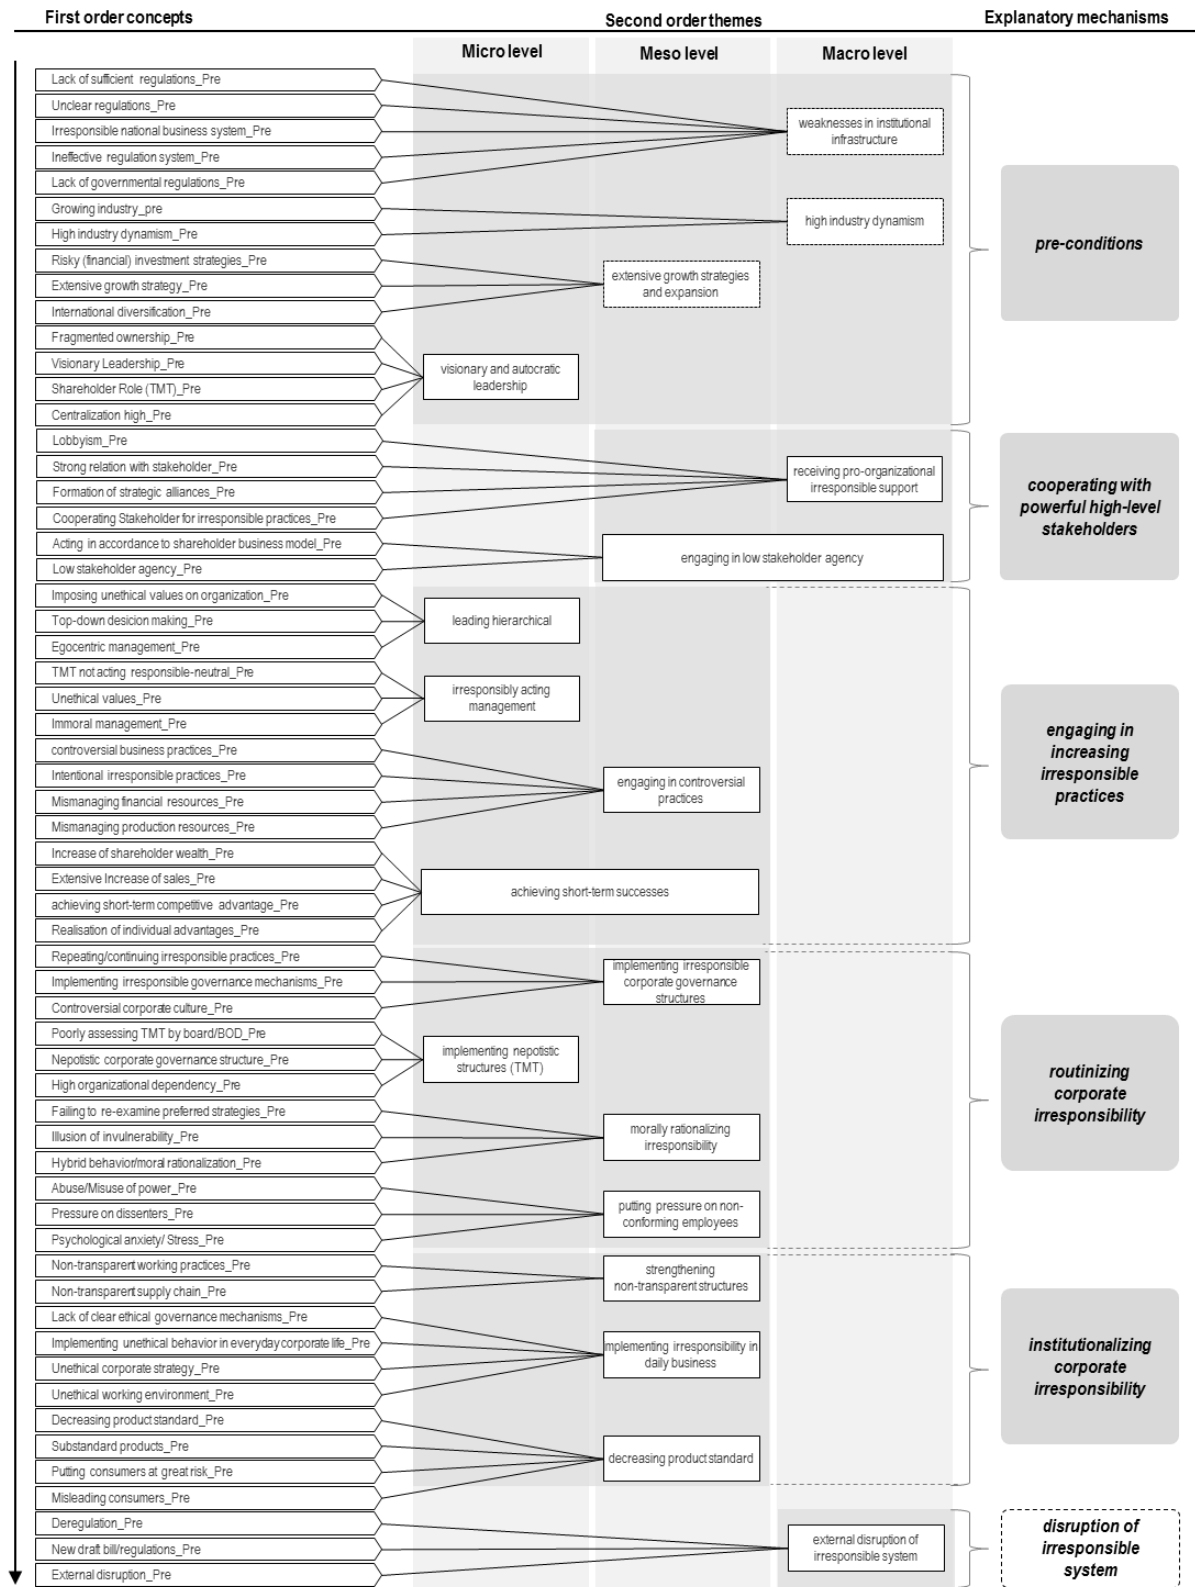 First order concepts
Second order themes
Explanatory mechanisms
Micro level
Meso level
Macro level
Lack of sufficient regulations_Pre
Unclear regulations_Pre
Irresponsible national business system_Pre
Ineffective regulation system_Pre
Lack of governmental regulations_Pre
weaknesses in institutional
infrastructure
Growing industry_pre
High industry dynamism_Pre
high industry dynamism
Risky (financial) investment strategies_Pre
Extensive growth strategy_Pre
International diversification_Pre
extensive growth strategies
and expansion
Fragmented ownership_Pre
Visionary Leadership_Pre
Shareholder Role (TMT)_Pre
Centralization high_Pre
visionary and autocratic
leadership
pre-conditions
Lobbyism_Pre
Strong relation with stakeholder_Pre
Formation of strategic alliances_Pre
Cooperating Stakeholder for irresponsible practices_Pre
receiving pro-organizational
irresponsible support
Acting in accordance to shareholder business model_Pre
Low stakeholder agency_Pre
engaging in low stakeholder agency
cooperating with
powerful high-level
stakeholders
Imposing unethical values on organization_Pre
Top-down desicion making_Pre
Egocentric management_Pre
leading hierarchical
TMT not acting responsible-neutral_Pre
Unethical values_Pre
Immoral management_Pre
irresponsibly acting
management
controversial business practices_Pre
Intentional irresponsible practices_Pre
Mismanaging financial resources_Pre
Mismanaging production resources_Pre
engaging in controversial
practices
Increase of shareholder wealth_Pre
Extensive Increase of sales_Pre
achieving short-term competitive advantage_Pre
Realisation of individual advantages_Pre
achieving short-term successes
engaging in
increasing
irresponsible
practices
Repeating/continuing irresponsible practices_Pre
Implementing irresponsible governance mechanisms_Pre
Controversial corporate culture_Pre
implementing irresponsible
corporate governance
structures
Poorly assessing TMT by board/BOD_Pre
Nepotistic corporate governance structure_Pre
High organizational dependency_Pre
implementing nepotistic
structures (TMT)
Failing to re-examine preferred strategies_Pre
Illusion of invulnerability_Pre
Hybrid behavior/moral rationalization_Pre
morally rationalizing
irresponsibility
Abuse/Misuse of power_Pre
Pressure on dissenters_Pre
Psychological anxiety/ Stress_Pre
putting pressure on non-
conforming employees
routinizing
corporate
irresponsibility
Non-transparent working practices_Pre
Non-transparent supply chain_Pre
strengthening
non-transparent structures
Lack of clear ethical governance mechanisms_Pre
Implementing unethical behavior in everyday corporate life_Pre
Unethical corporate strategy_Pre
Unethical working environment_Pre
implementing irresponsibility in
daily business
Decreasing product standard_Pre
Substandard products_Pre
Putting consumers at great risk_Pre
Misleading consumers_Pre
decreasing product standard
institutionalizing
corporate
irresponsibility
Deregulation_Pre
New draft bill/regulations_Pre
External disruption_Pre
external disruption of
irresponsible system
disruption of
irresponsible
system